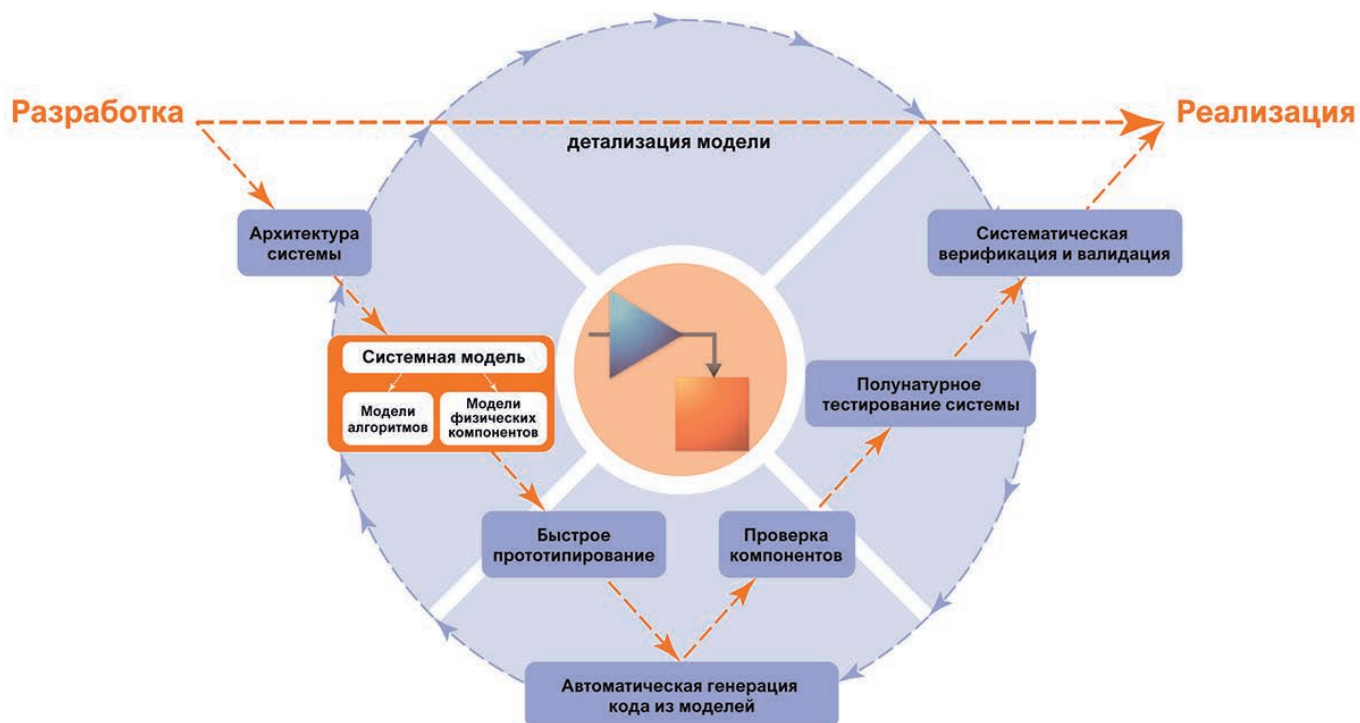 Разработка
Реализация
детализация модели
Архитектура
системы
Системная модель
Модели
алгоритмов
Модели
физических
компонентов
Быстрое
прототипирование
Автоматическая генерация
кода из моделей
Проверка
компонентов
Полунатурное
тестирование системы
Систематическая
верификация и валидация